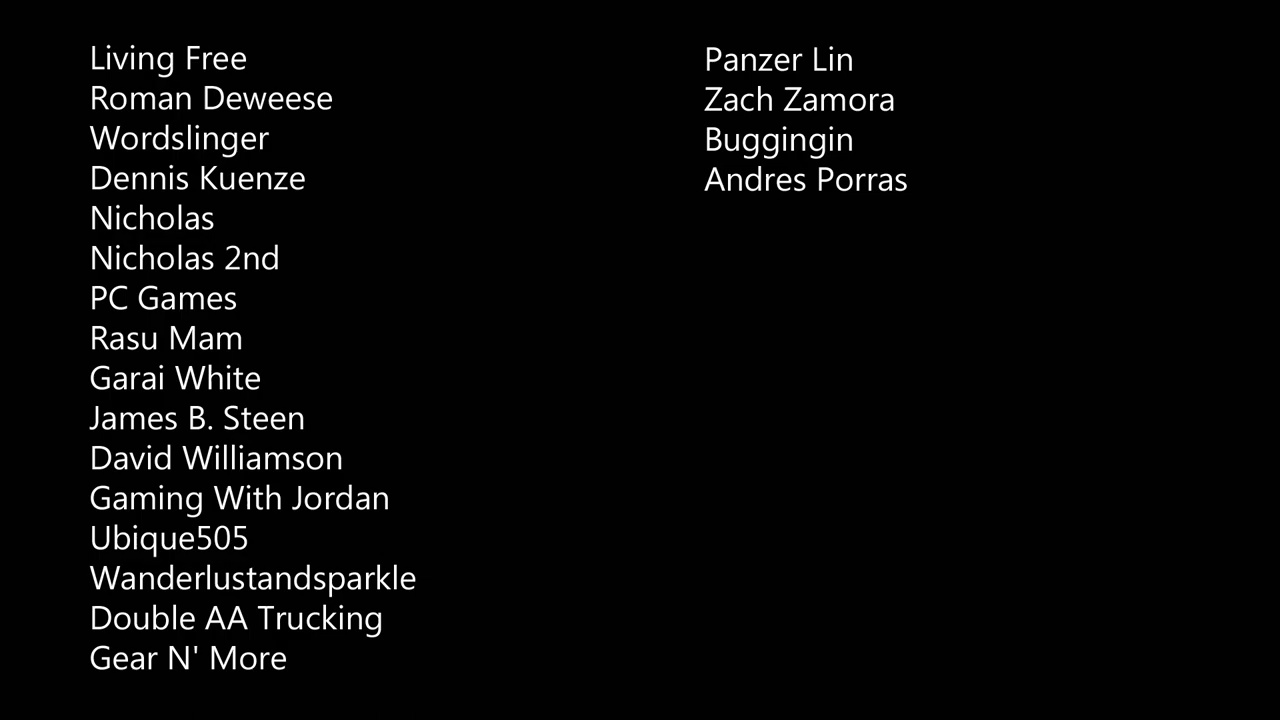 Living Free
Roman Deweese
Wordslinger
Dennis Kuenze
Nicholas
Nicholas 2nd
PC Games
Rasu Mam
Garai White
James B. Steen
David Williamson
Gaming With Jordan
Ubique505
Wanderlustandsparkle
Double AA Trucking
Gear N' More
Panzer Lin
Zach Zamora
Buggingin
Andres Porras